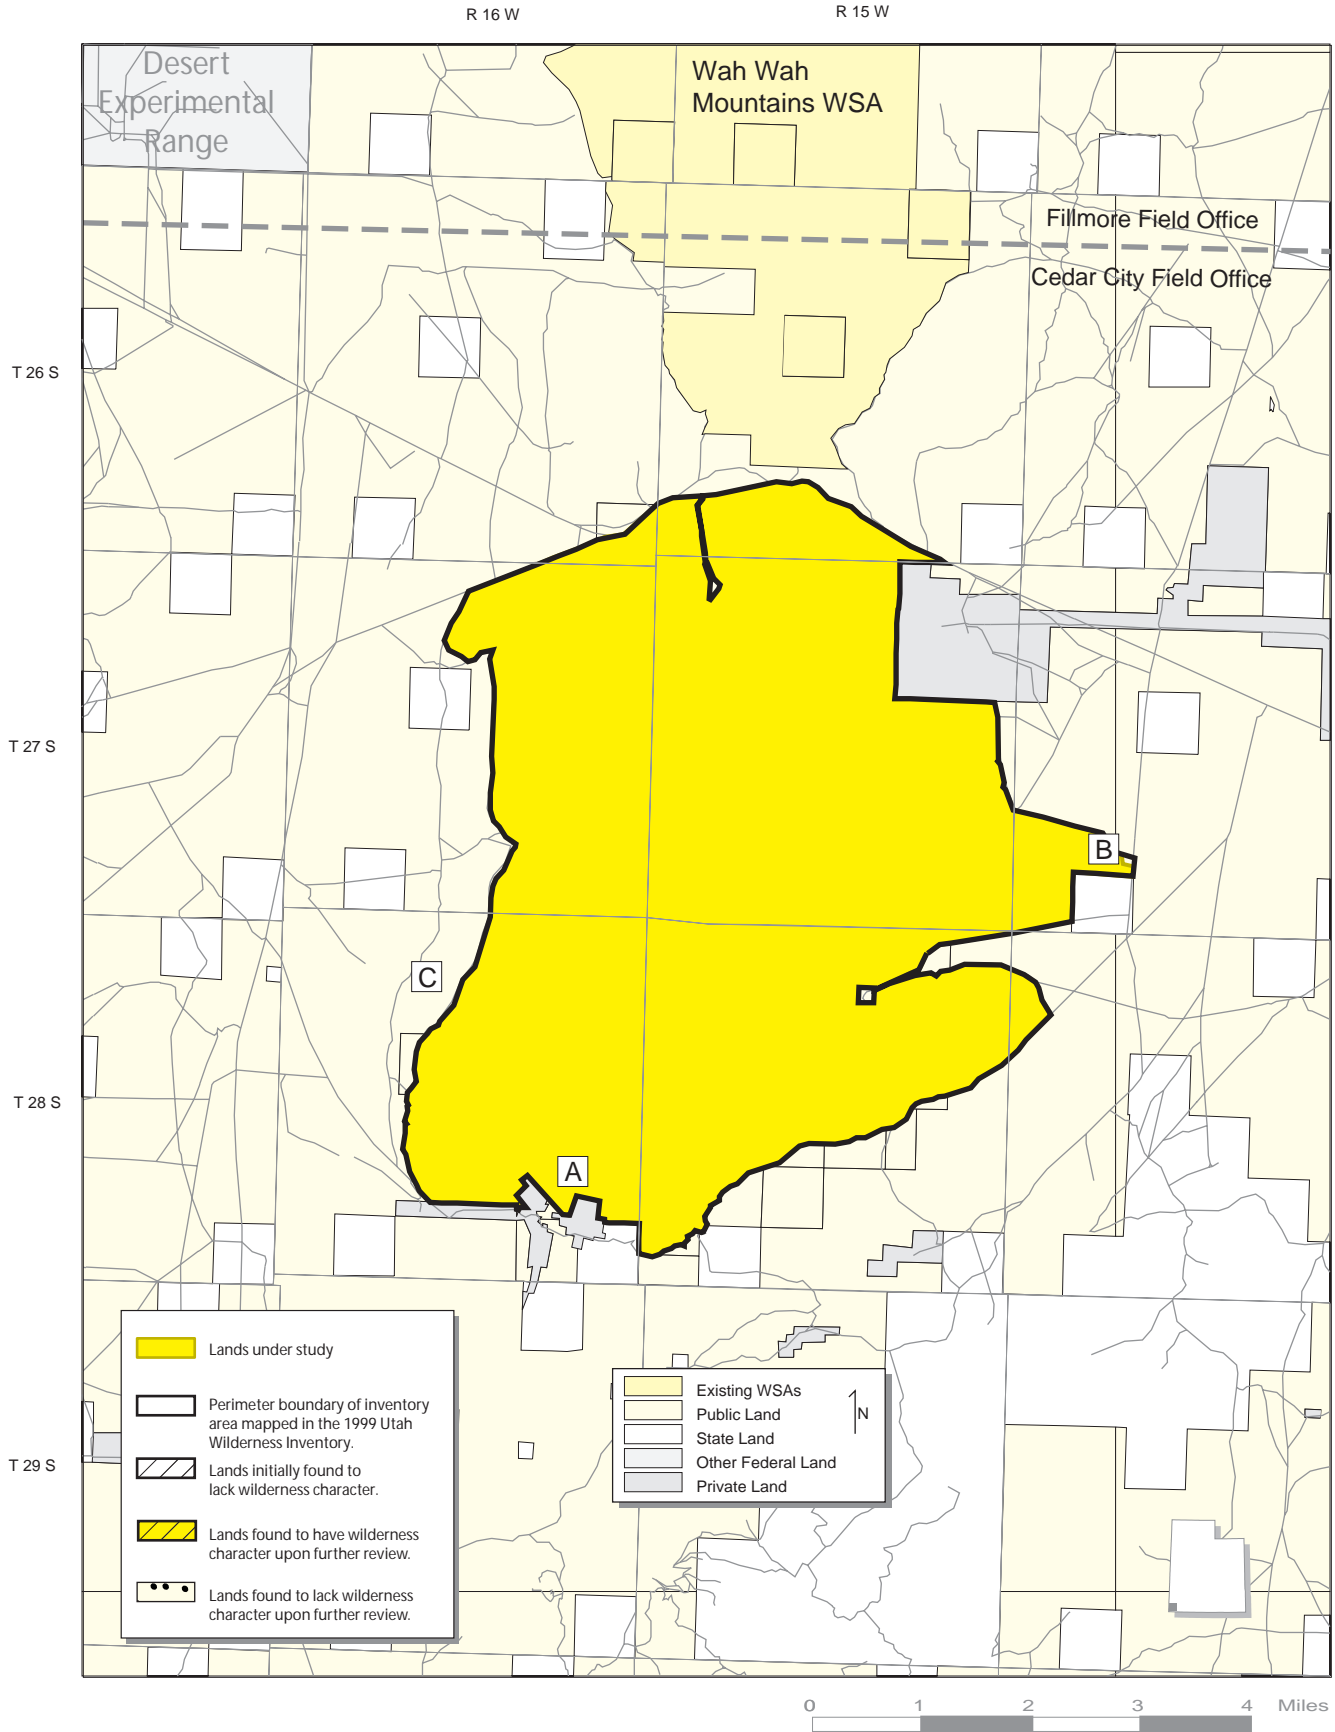 R 16 W
R 15 W
Desert
Experimental
Range
Wah Wah
Mountains WSA
Fillmore Field Office
Cedar City Field Office
T 26 S
T 27 S
B
C
T 28 S
A
Lands under study
Perimeter boundary of inventory
area mapped in the 1999 Utah
Wilderness Inventory.
Lands initially found to
lack wilderness character.
Lands found to have wilderness
character upon further review.
Lands found to lack wilderness
character upon further review.
Existing WSAs
Public Land
State Land
Other Federal Land
Private Land
N
T 29 S
0 1 2 3 4 Miles